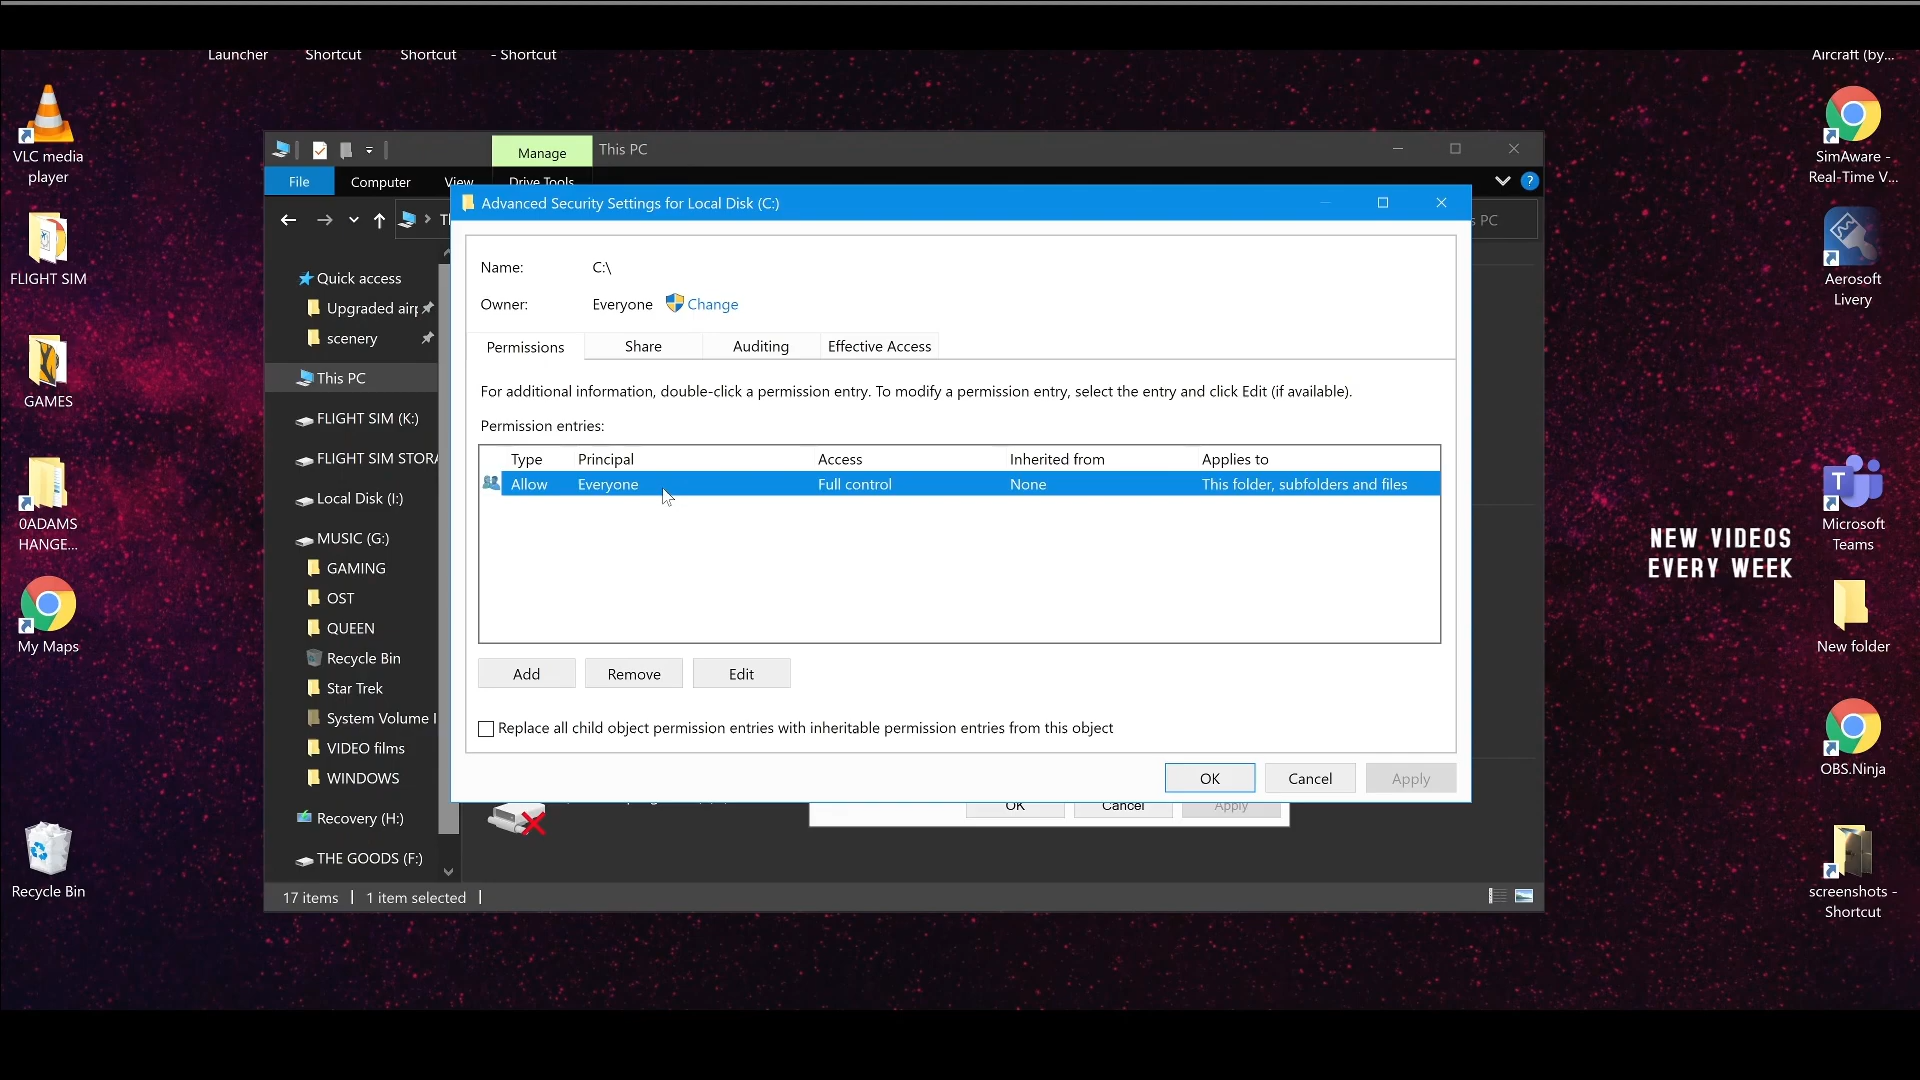 Launcher
Shortcut
Shortcut
- Shortcut
Aircraft (by...
VLC media
player
FLIGHT SIM
GAMES
0ADAMS
HANGE...
My Maps
Recycle Bin
Manage
This PC
File
Computer
View
Drive Tools
?
Quick access
Upgraded airp
scenery
This PC
FLIGHT SIM (K:)
FLIGHT SIM STORA
Local Disk (I:)
MUSIC (G:)
GAMING
OST
QUEEN
Recycle Bin
Star Trek
System Volume I
VIDEO films
WINDOWS
Recovery (H:)
THE GOODS (F:)
17 items
1 item selected
Advanced Security Settings for Local Disk (C:)
Name: C:\
Owner: Everyone Change
Permissions Share Auditing Effective Access
For additional information, double-click a permission entry. To modify a permission entry, select the entry and click Edit (if available).
Permission entries:
Type Principal Access Inherited from Applies to
Allow Everyone Full control None This folder, subfolders and files
Add Remove Edit
Replace all child object permission entries with inheritable permission entries from this object
OK Cancel Apply
OK Cancel Apply
PC
SimAware -
Real-Time V...
Aerosoft
Livery
T
Microsoft
Teams
NEW VIDEOS
EVERY WEEK
New folder
OBS.Ninja
screenshots -
Shortcut